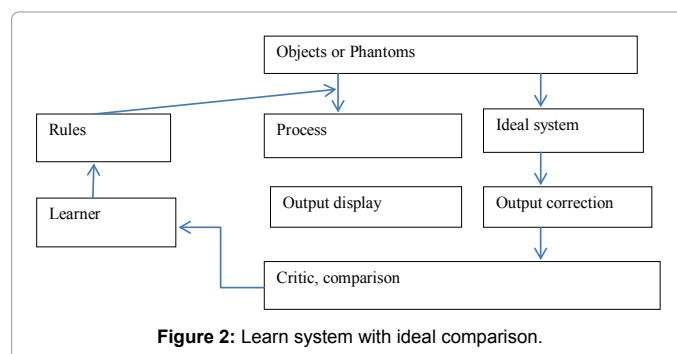 Objects or Phantoms
Rules
Process
Ideal system
Learner
Output display
Output correction
Critic, comparison
Figure 2: Learn system with ideal comparison.